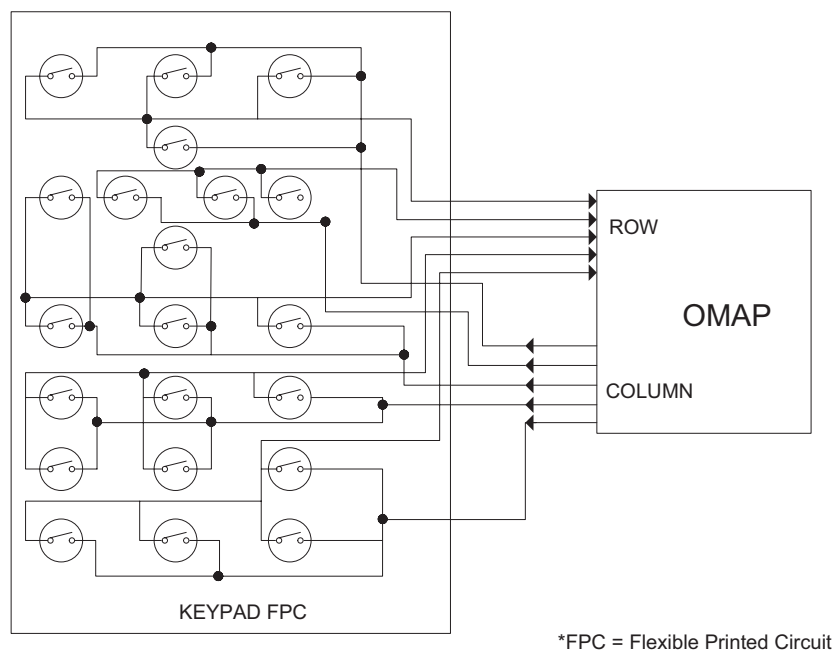 ROW
OMAP
COLUMN
KEYPAD FPC
*FPC = Flexible Printed Circuit